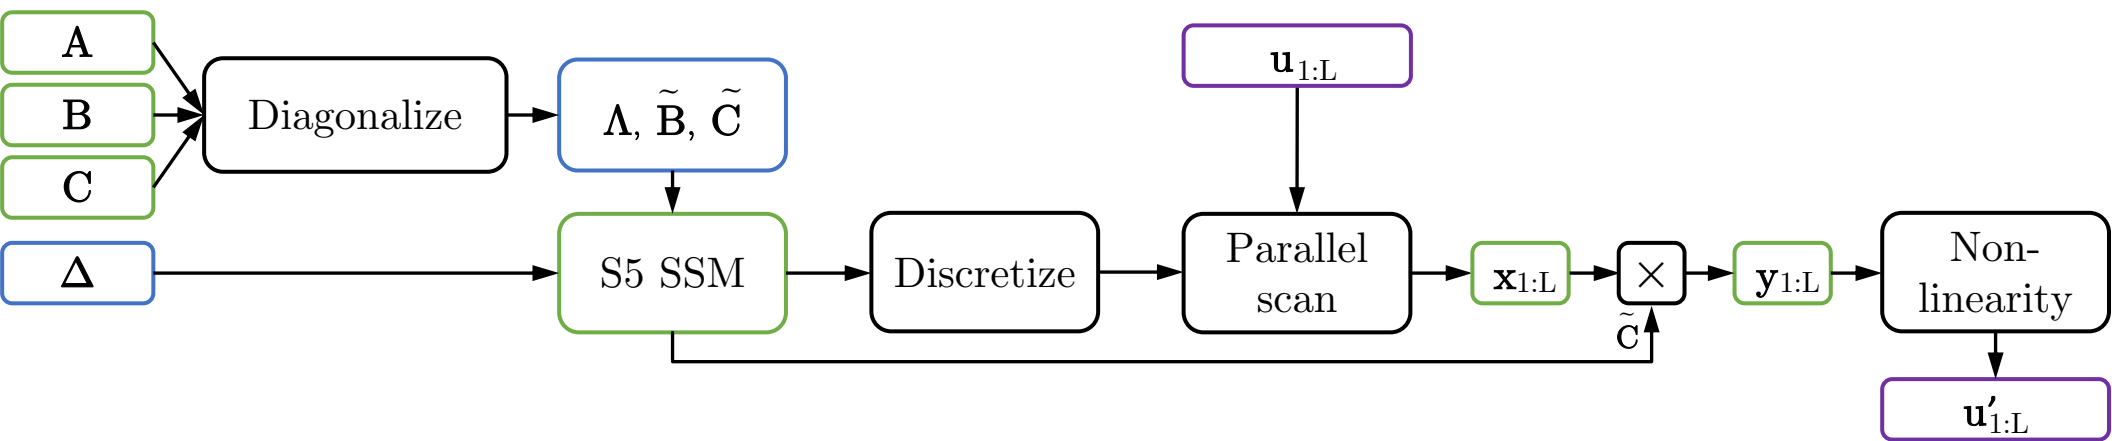 A
B
C
Δ
Diagonalize
Λ, B̃, C̃
S5 SSM
Discretize
u1:L
Parallel
scan
x1:L
×
C̃
y1:L
Non-
linearity
u′1:L